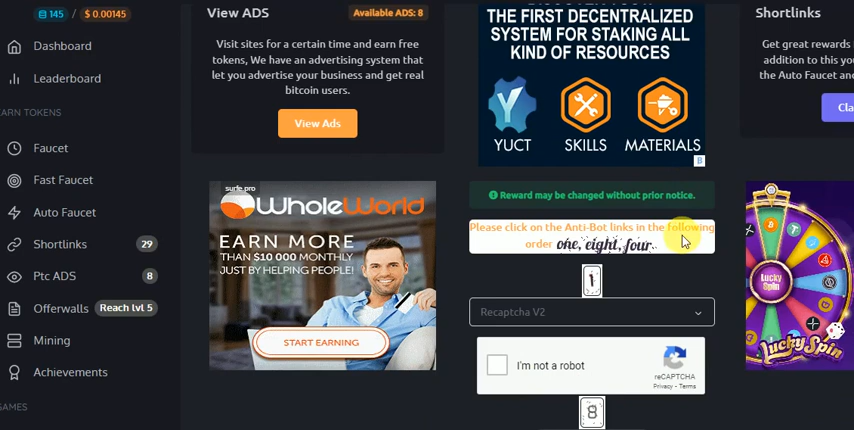 145 / $ 0.00145
Dashboard
Leaderboard
EARN TOKENS
Faucet
Fast Faucet
Auto Faucet
Shortlinks 29
Ptc ADS 8
Offerwalls Reach lvl 5
Mining
Achievements
GAMES
View ADS
Available ADS: 8
Visit sites for a certain time and earn free
tokens, We have an advertising system that
let you advertise your business and get real
bitcoin users.
View Ads
surfe.pro
WholeWorld
EARN MORE
THAN $10 000 MONTHLY
JUST BY HELPING PEOPLE!
START EARNING
THE FIRST DECENTRALIZED
SYSTEM FOR STAKING ALL
KIND OF RESOURCES
YUCT SKILLS MATERIALS
Reward may be changed without prior notice.
Please click on the Anti-Bot links in the following
order one, eight, four.
1
Recaptcha V2
I'm not a robot
reCAPTCHA
Privacy - Terms
8
Shortlinks
Get great rewards
addition to this you
the Auto Faucet and
Cla
Lucky
Spin
Lucky Spin